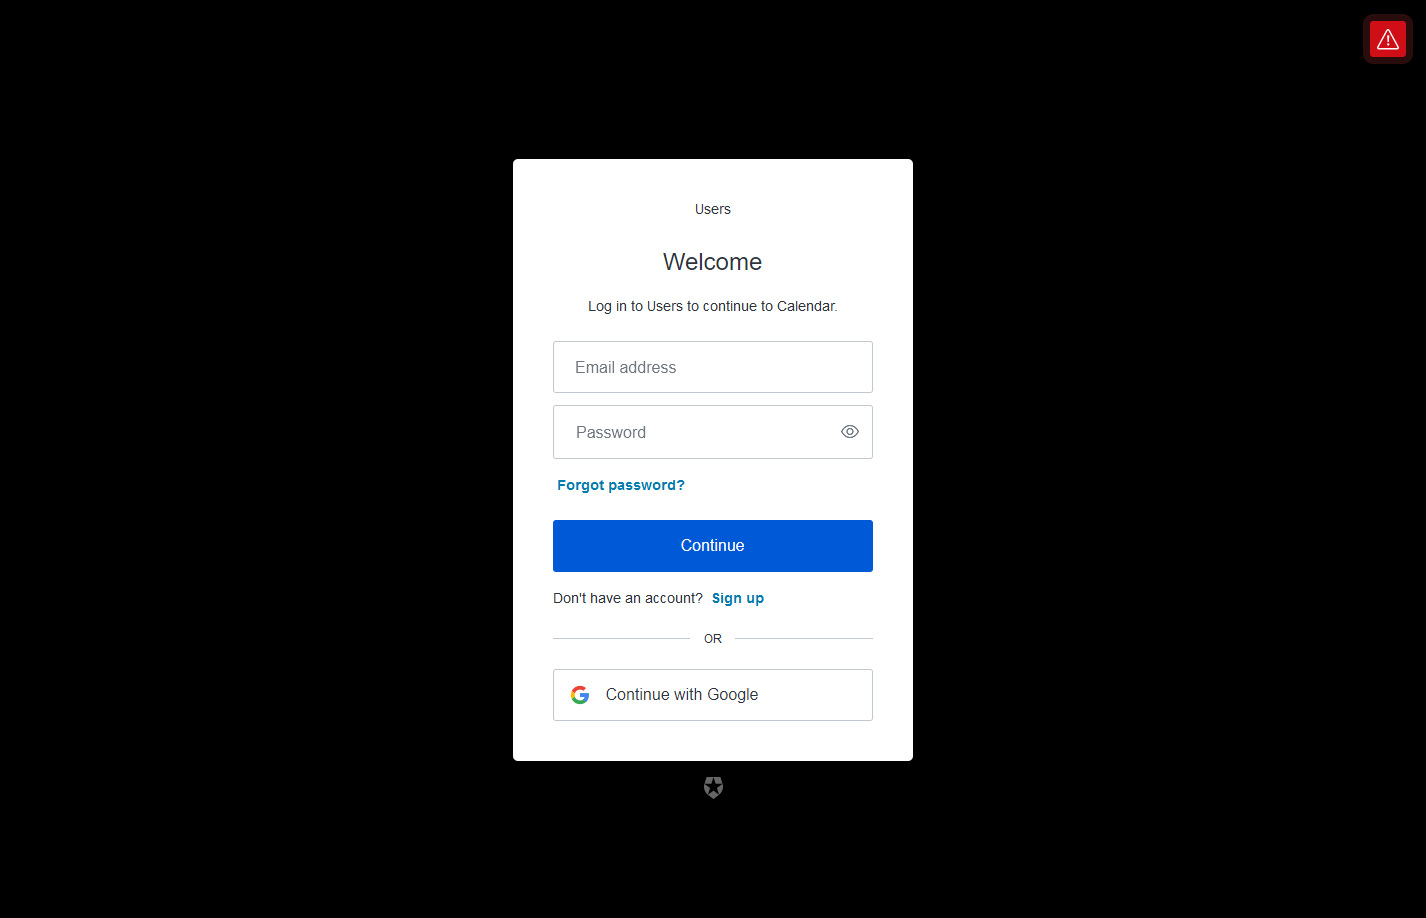 Users
Welcome
Log in to Users to continue to Calendar.
Email address
Password
Forgot password?
Continue
Don't have an account? Sign up
OR
Continue with Google